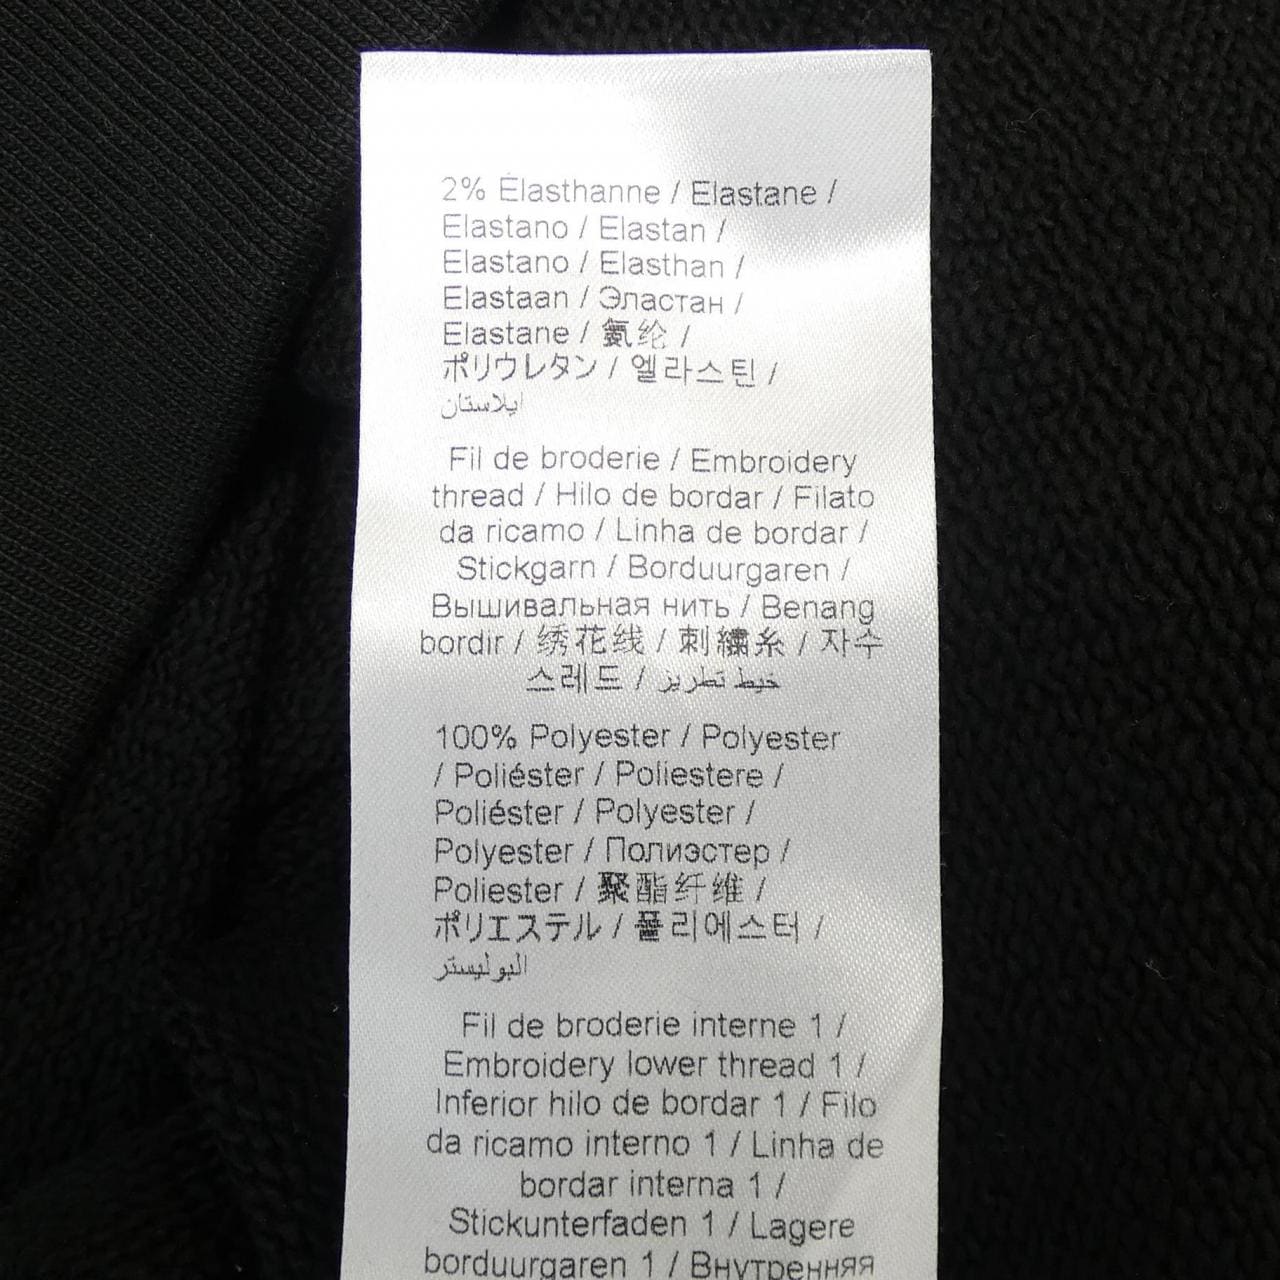 2% Élasthanne / Elastane /
Elastano / Elastan /
Elastano / Elasthan /
Elastaan / Эластан /
Elastane / 氨纶 /
ポリウレタン / 엘라스틴 /
ايلاستان
Fil de broderie / Embroidery
thread / Hilo de bordar / Filato
da ricamo / Linha de bordar /
Stickgarn / Borduurgaren /
Вышивальная нить / Benang
bordir / 绣花线 / 刺繍糸 / 자수
스레드 / خيط تطريز
100% Polyester / Polyester
/ Poliéster / Poliestere /
Poliéster / Polyester /
Polyester / Полиэстер /
Poliester / 聚酯纤维 /
ポリエステル / 폴리에스터 /
البوليستر
Fil de broderie interne 1 /
Embroidery lower thread 1 /
Inferior hilo de bordar 1 / Filo
da ricamo interno 1 / Linha de
bordar interna 1 /
Stickunterfaden 1 / Lagere
borduurgaren 1 / Внутренняя